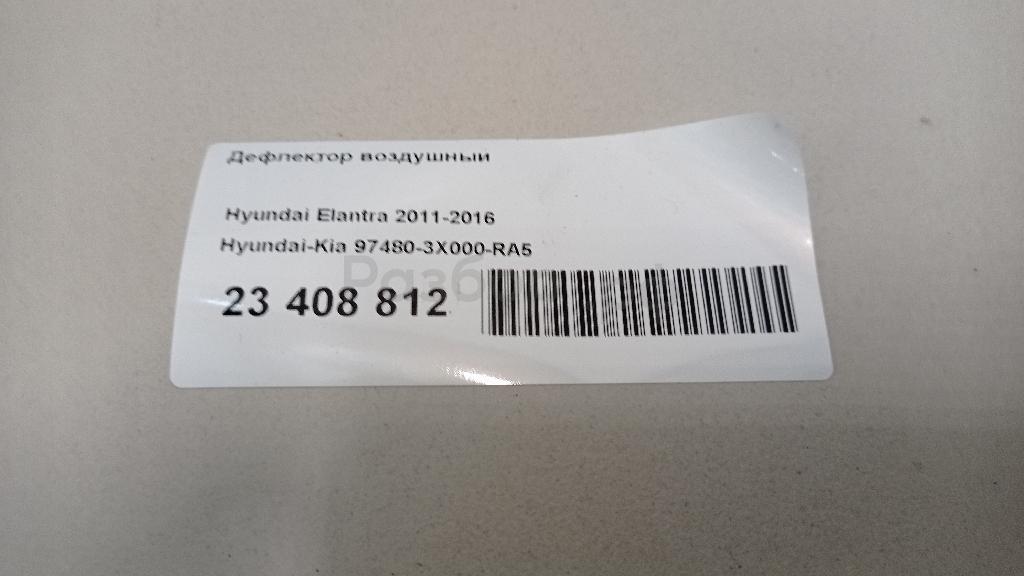 Дефлектор воздушный
Hyundai Elantra 2011-2016
Hyundai-Kia 97480-3X000-RA5
23 408 812